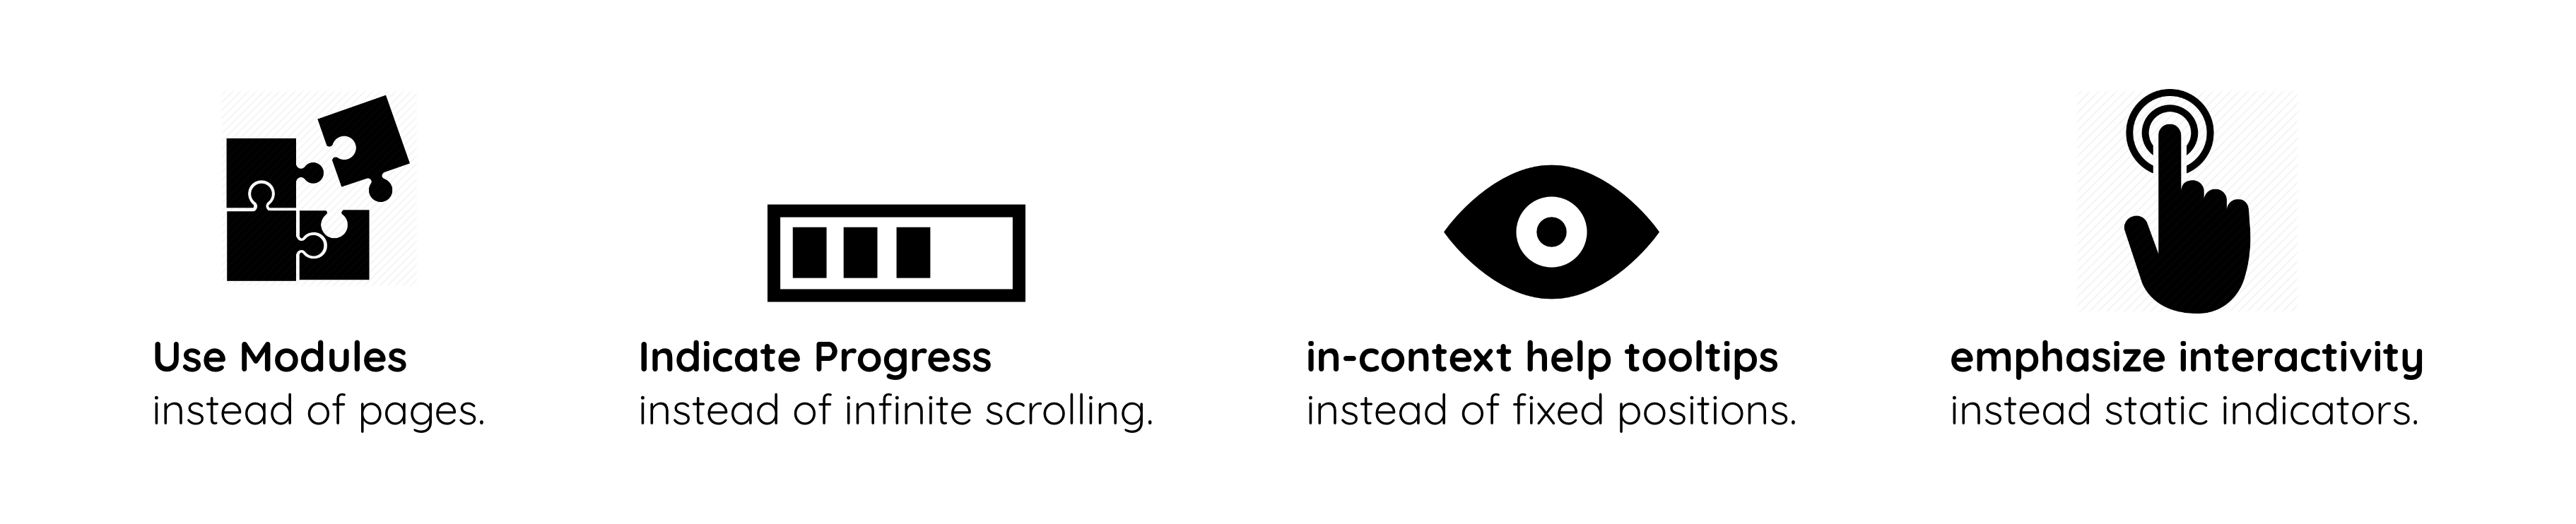 Use Modules
instead of pages.
Indicate Progress
instead of infinite scrolling.
in-context help tooltips
instead of fixed positions.
emphasize interactivity
instead static indicators.